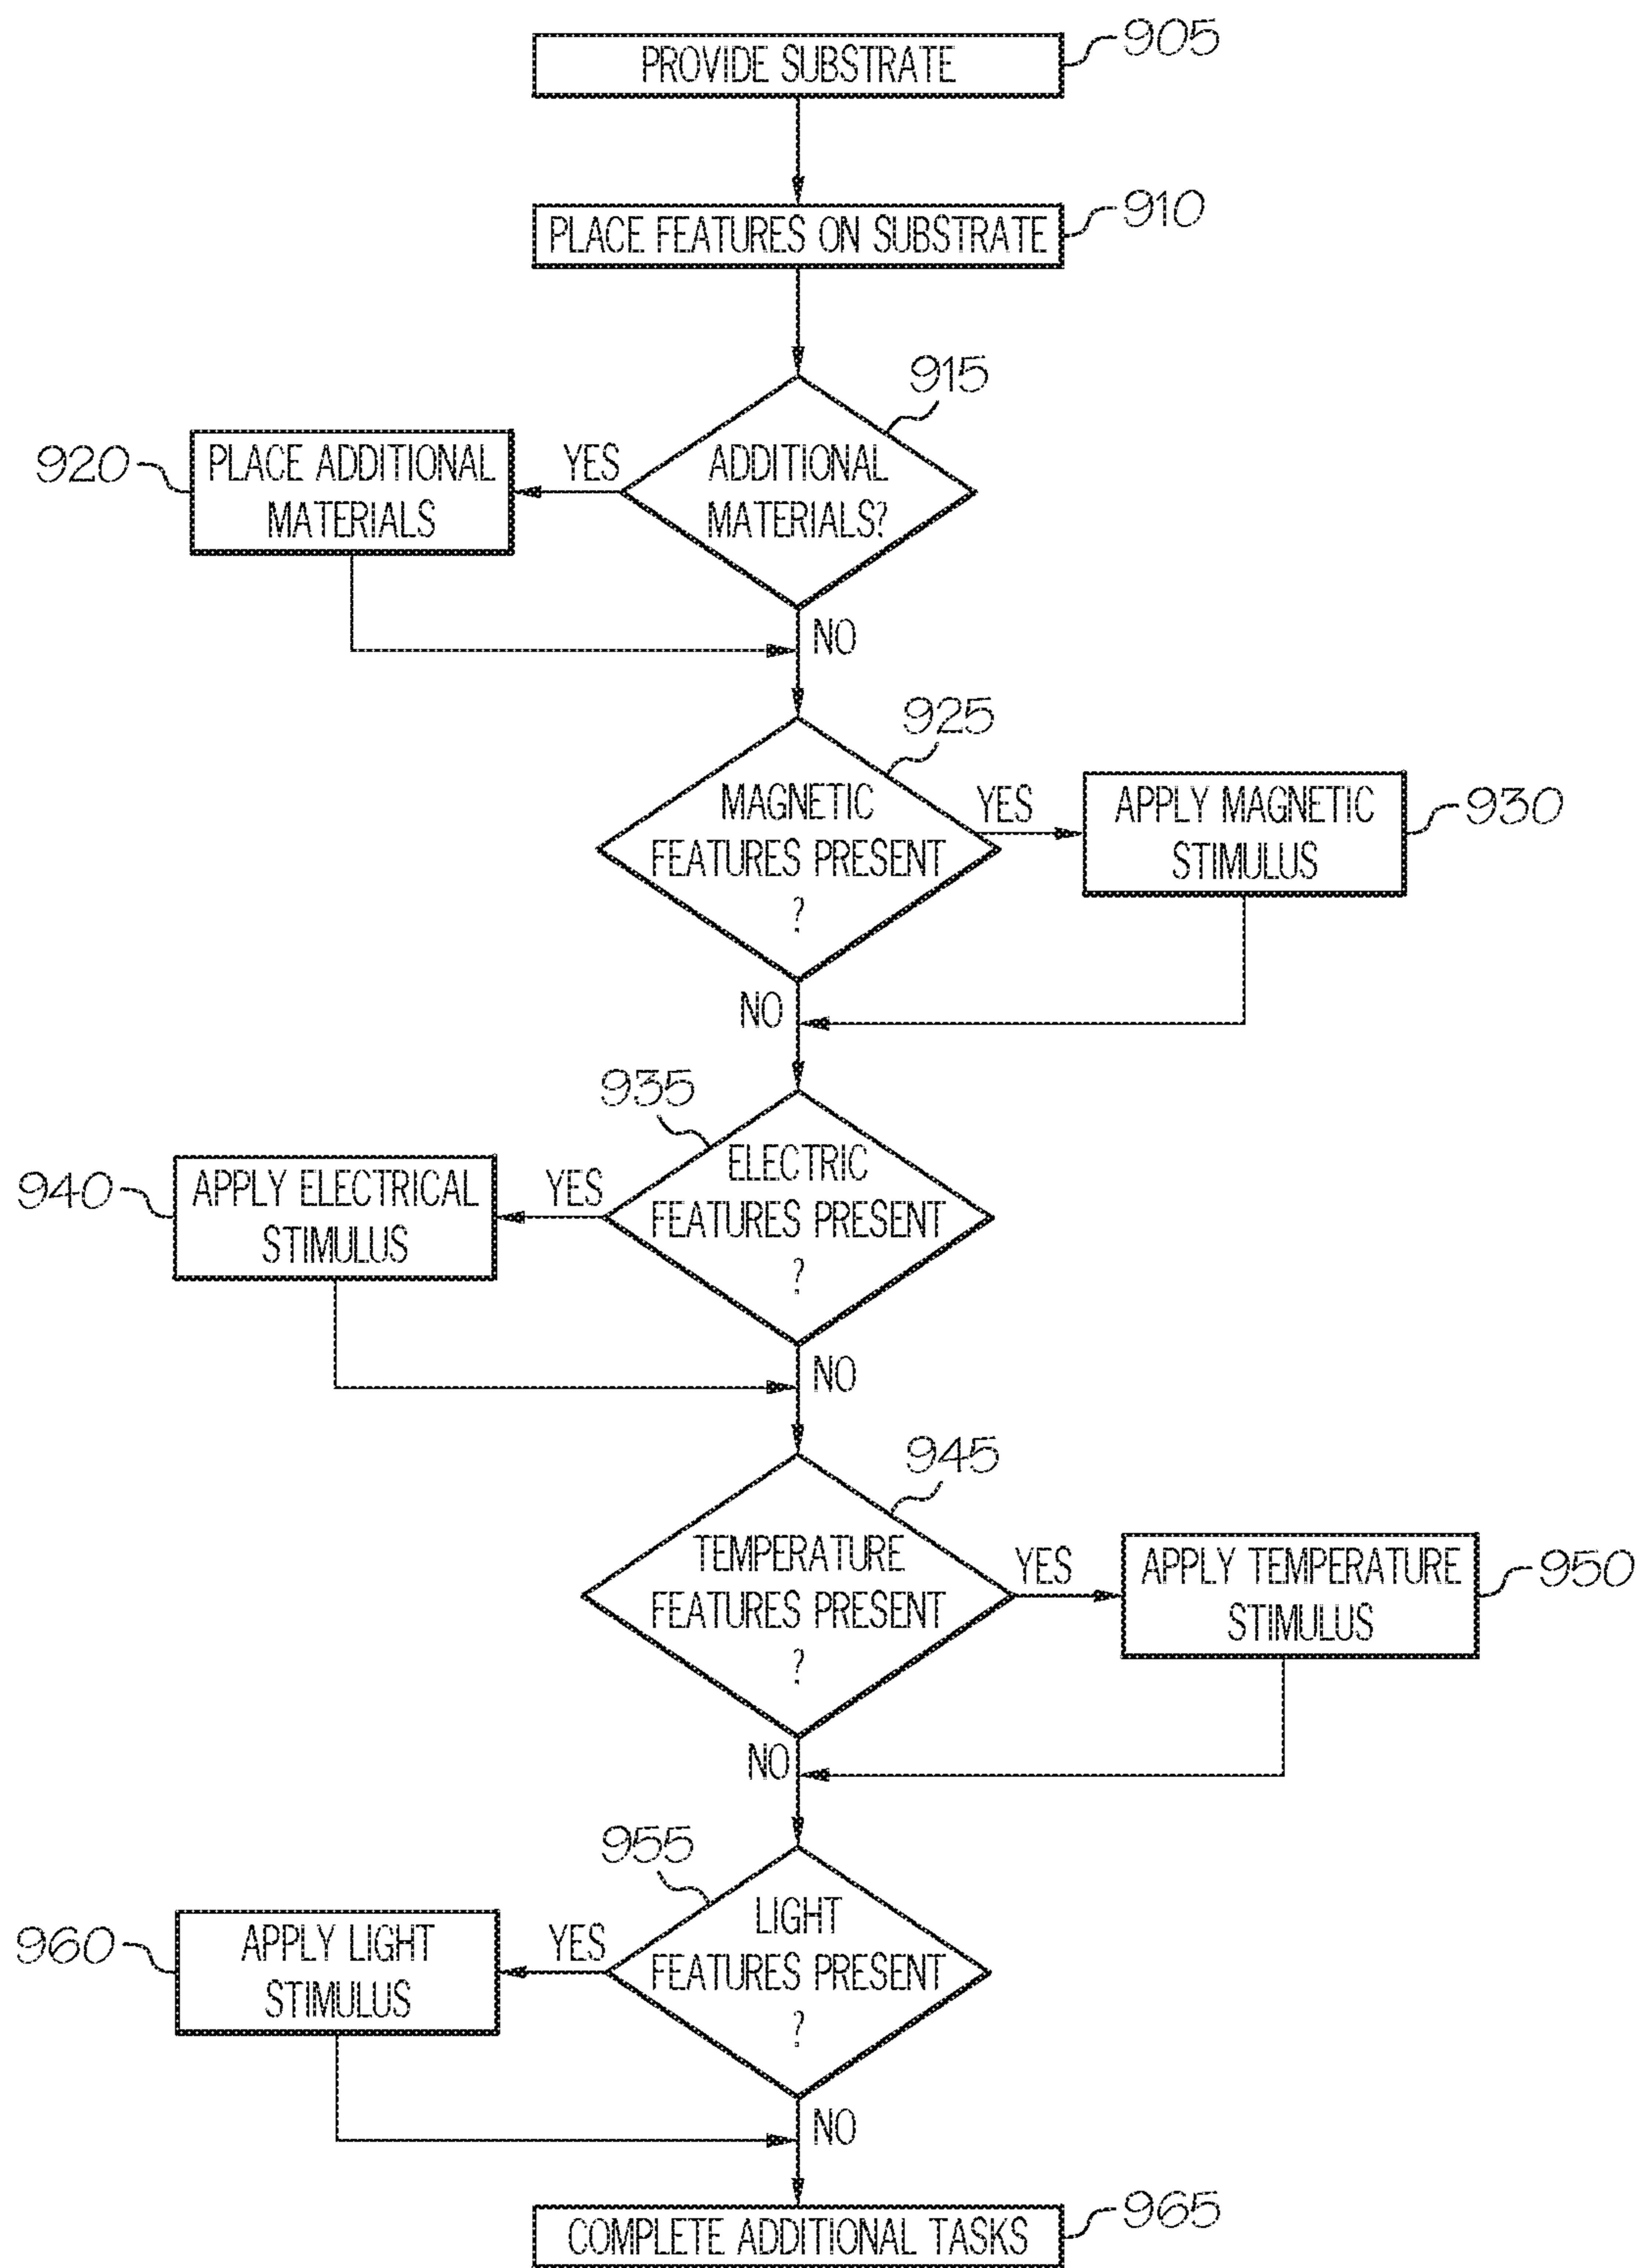 PROVIDE SUBSTRATE
905
PLACE FEATURES ON SUBSTRATE
910
915
ADDITIONAL
MATERIALS?
YES
920
PLACE ADDITIONAL
MATERIALS
NO
925
MAGNETIC
FEATURES PRESENT
?
YES
APPLY MAGNETIC
STIMULUS
930
NO
935
ELECTRIC
FEATURES PRESENT
?
YES
940
APPLY ELECTRICAL
STIMULUS
NO
945
TEMPERATURE
FEATURES PRESENT
?
YES
APPLY TEMPERATURE
STIMULUS
950
NO
955
LIGHT
FEATURES PRESENT
?
YES
960
APPLY LIGHT
STIMULUS
NO
COMPLETE ADDITIONAL TASKS
965